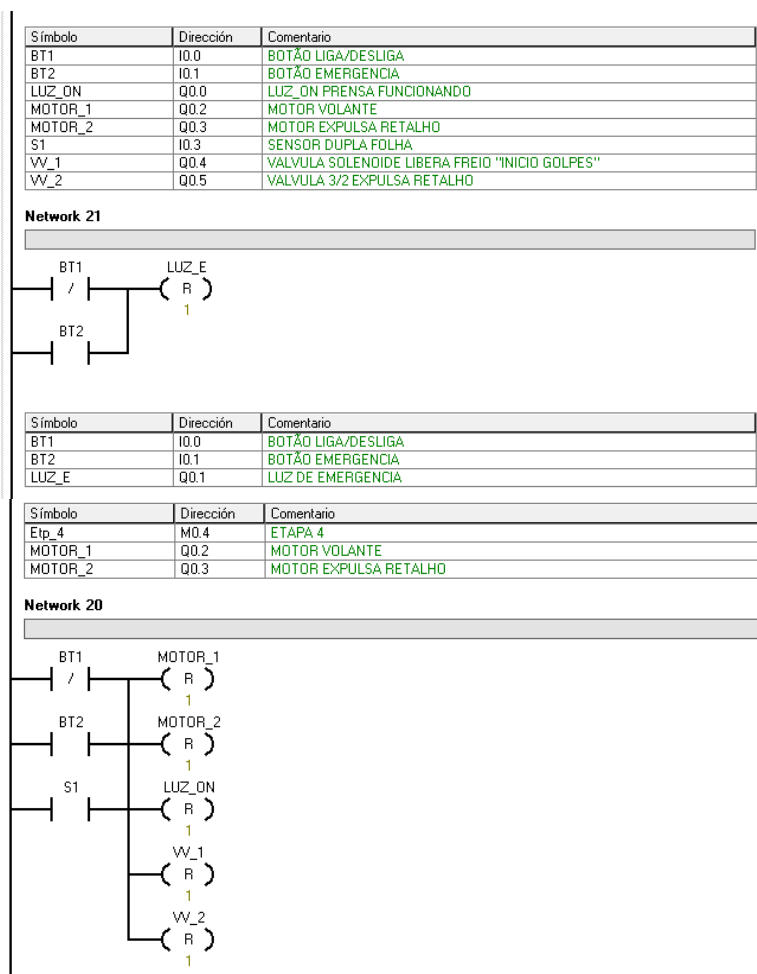 Símbolo Dirección Comentario
BT1 I0.0 BOTÃO LIGA/DESLIGA
BT2 I0.1 BOTÃO EMERGENCIA
LUZ_ON Q0.0 LUZ_ON PRENSA FUNCIONANDO
MOTOR_1 Q0.2 MOTOR VOLANTE
MOTOR_2 Q0.3 MOTOR EXPULSA RETALHO
S1 I0.3 SENSOR DUPLA FOLHA
VV_1 Q0.4 VALVULA SOLENOIDE LIBERA FREIO "INICIO GOLPES"
VV_2 Q0.5 VALVULA 3/2 EXPULSA RETALHO
Network 21
BT1 LUZ_E
/ R
1
BT2
Símbolo Dirección Comentario
BT1 I0.0 BOTÃO LIGA/DESLIGA
BT2 I0.1 BOTÃO EMERGENCIA
LUZ_E Q0.1 LUZ DE EMERGENCIA
Símbolo Dirección Comentario
Etp_4 M0.4 ETAPA 4
MOTOR_1 Q0.2 MOTOR VOLANTE
MOTOR_2 Q0.3 MOTOR EXPULSA RETALHO
Network 20
BT1 MOTOR_1
/ R
1
BT2 MOTOR_2
R
1
S1 LUZ_ON
R
1
VV_1
R
1
VV_2
R
1